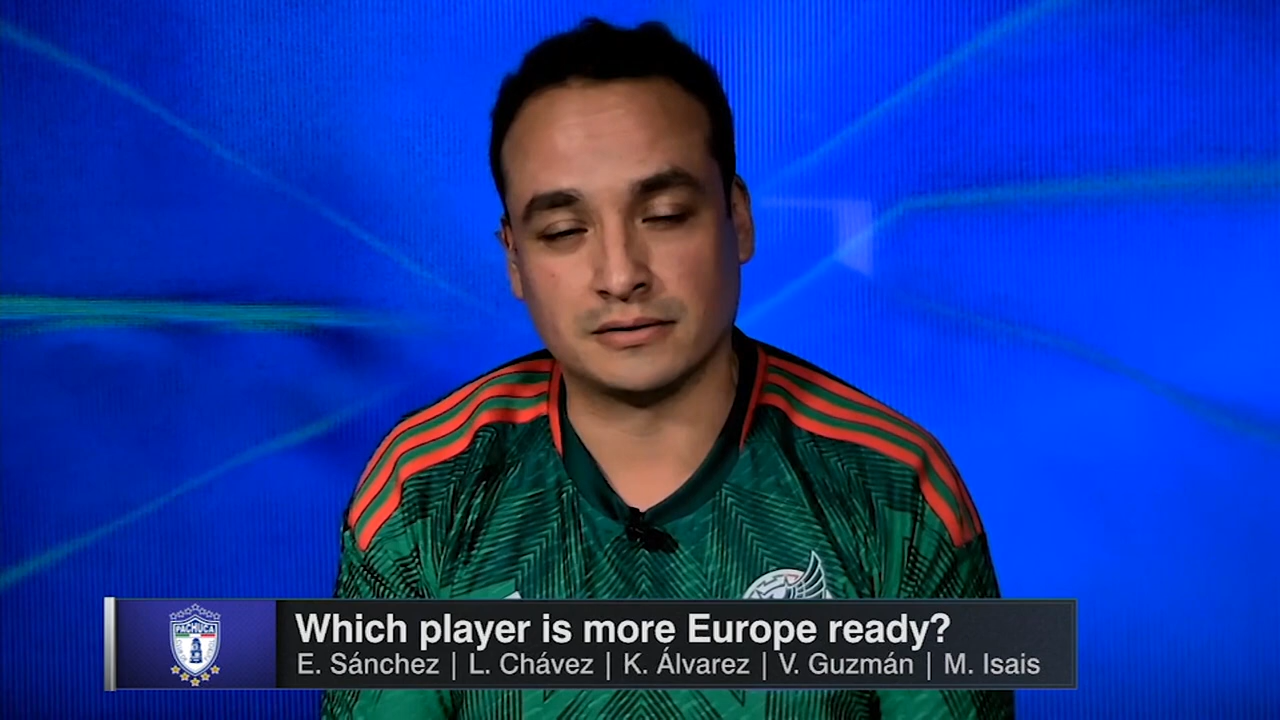 PACHUCA
Which player is more Europe ready?
E. Sánchez | L. Chávez | K. Álvarez | V. Guzmán | M. Isais